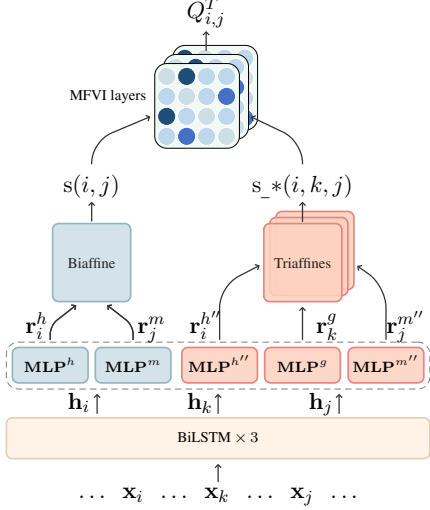 Q^T_{i,j}
MFVI layers
s(i, j) s_*(i, k, j)
Biaffine Triaffines
r^h_i r^m_j r^{h''}_i r^g_k r^{m''}_j
MLP^h MLP^m MLP^{h''} MLP^g MLP^{m''}
h_i h_k h_j
BiLSTM × 3
... x_i ... x_k ... x_j ...